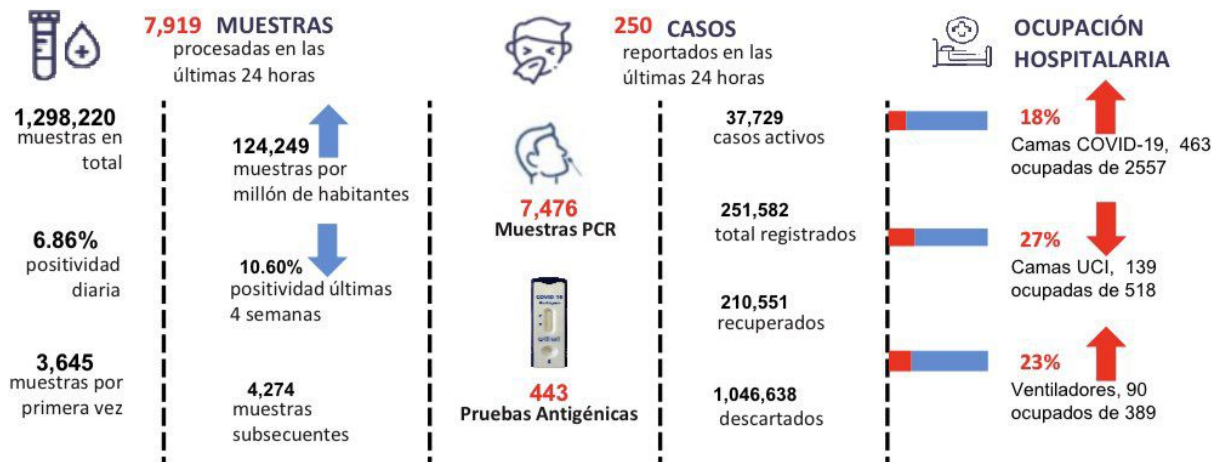 7,919 MUESTRAS
procesadas en las
últimas 24 horas
1,298,220
muestras en
total
6.86%
positividad
diaria
3,645
muestras por
primera vez
124,249
muestras por
millón de habitantes
10.60%
positividad últimas
4 semanas
4,274
muestras
subsecuentes
250 CASOS
reportados en las
últimas 24 horas
7,476
Muestras PCR
COVID-19
443
Pruebas Antigénicas
37,729
casos activos
251,582
total registrados
210,551
recuperados
1,046,638
descartados
OCUPACIÓN
HOSPITALARIA
18%
Camas COVID-19, 463
ocupadas de 2557
27%
Camas UCI, 139
ocupadas de 518
23%
Ventiladores, 90
ocupados de 389